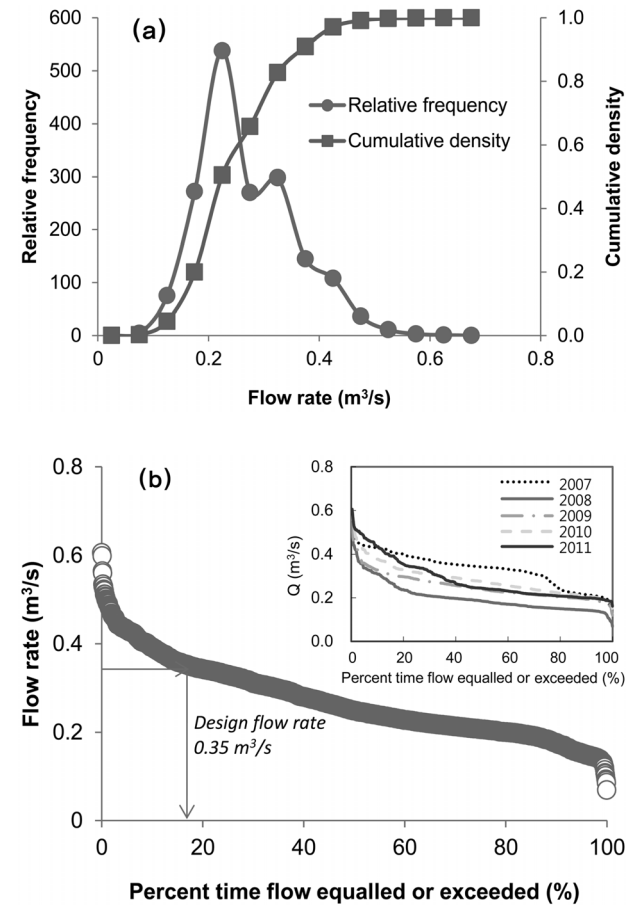 (a)
600
500
400
300
200
100
0
Relative frequency
1.0
0.8
0.6
0.4
0.2
0.0
Cumulative density
Relative frequency
Cumulative density
0 0.2 0.4 0.6 0.8
Flow rate (m³/s)
(b)
0.8
0.6
0.4
0.2
0
Flow rate (m³/s)
0.8
0.6
0.4
0.2
0.0
Q (m³/s)
2007
2008
2009
2010
2011
0 20 40 60 80 100
Percent time flow equalled or exceeded (%)
Design flow rate
0.35 m³/s
0 20 40 60 80 100
Percent time flow equalled or exceeded (%)